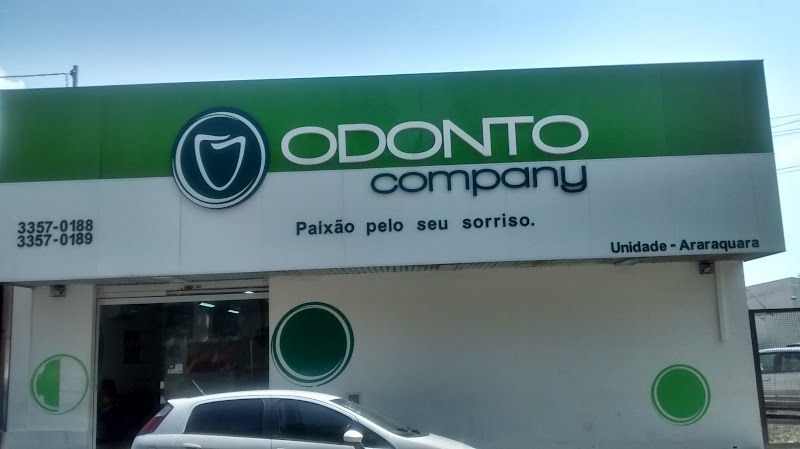 ODONTO
company
Paixão pelo seu sorriso.
3357-0188
3357-0189
Unidade - Araraquara